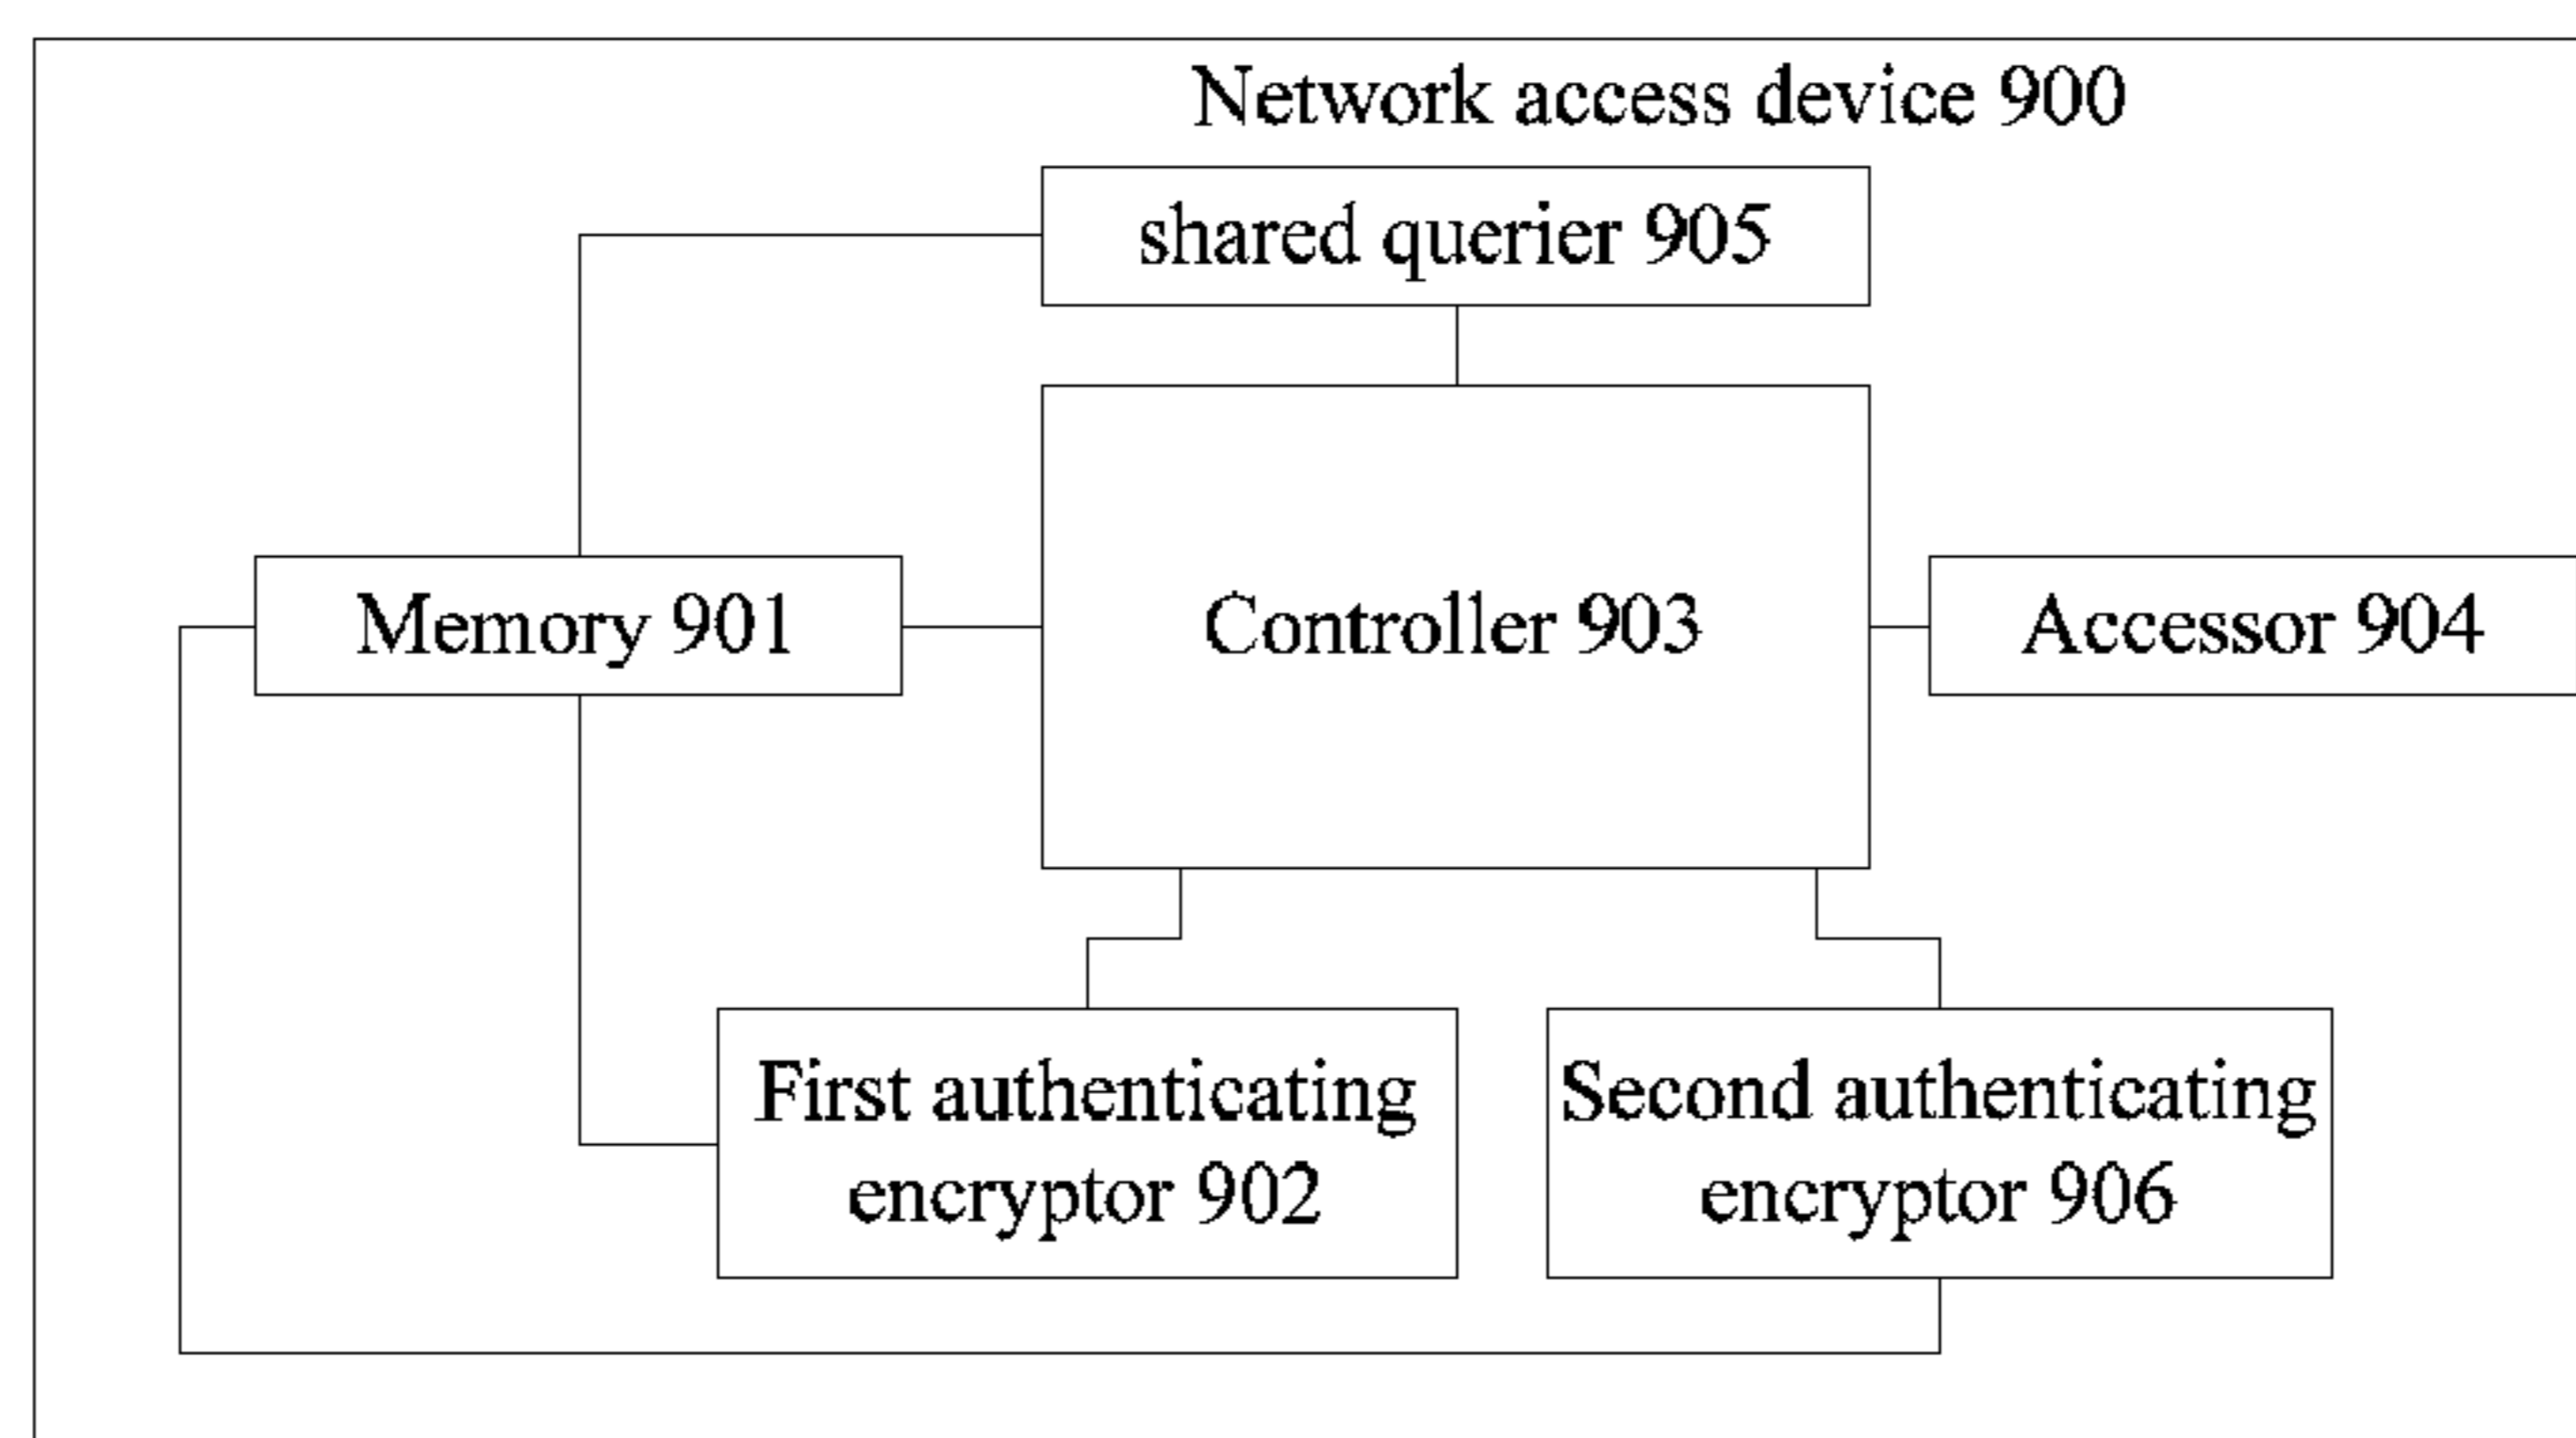 Network access device 900
shared querier 905
Memory 901
Controller 903
Accessor 904
First authenticating
encryptor 902
Second authenticating
encryptor 906